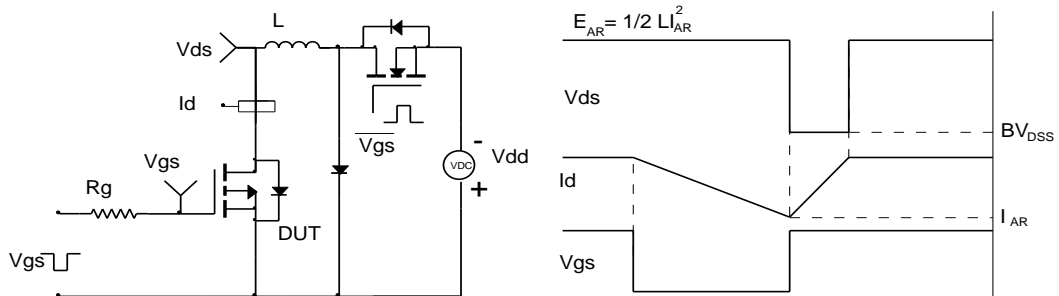 L
Vds
Id
Vgs
Vgs
Rg
DUT
Vgs
VDC
-
+
Vdd
E_AR = 1/2 LI_AR^2
Vds
BV_DSS
Id
I_AR
Vgs